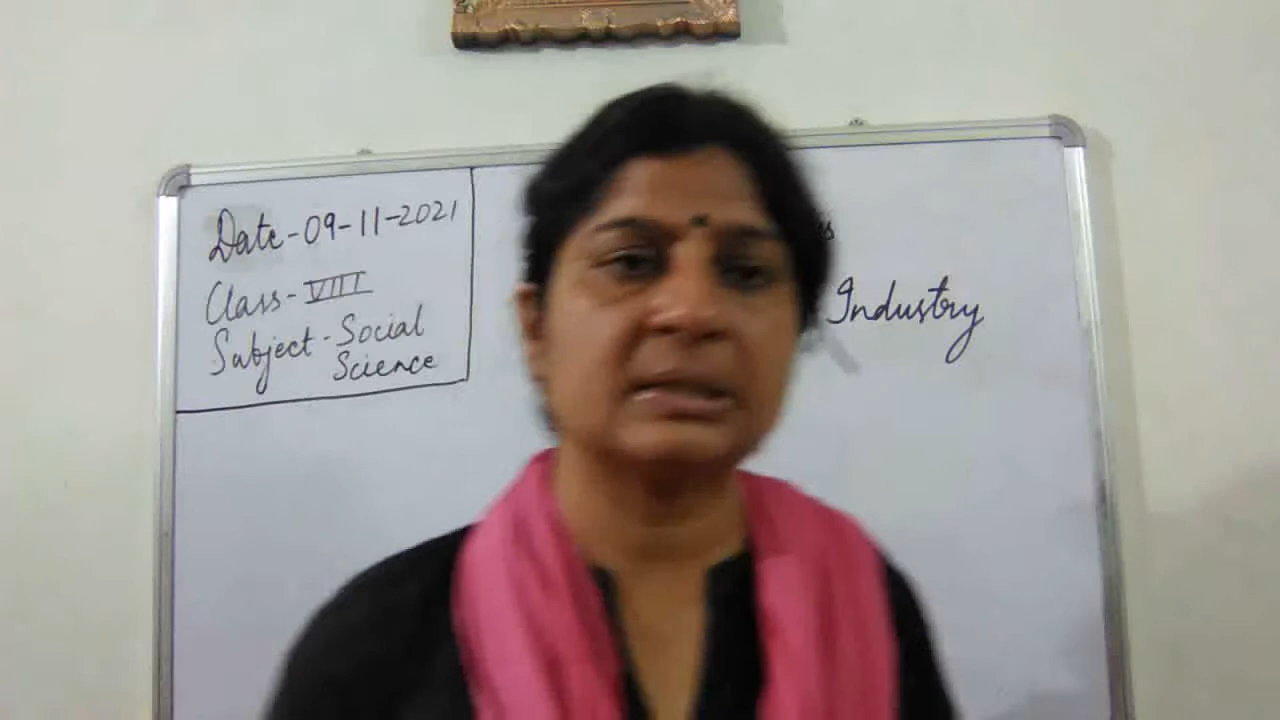 Date-09-11-2021
Class-VIII
Subject-Social
Science
Industry